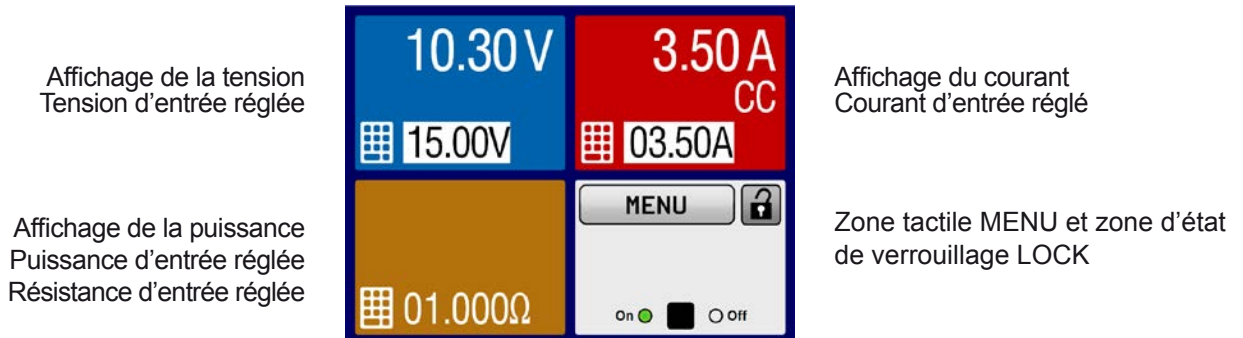 Affichage de la tension
Tension d’entrée réglée
10.30 V
15.00V
3.50 A
CC
03.50A
Affichage du courant
Courant d’entrée réglé
Affichage de la puissance
Puissance d’entrée réglée
Résistance d’entrée réglée
01.000Ω
MENU
On
Off
Zone tactile MENU et zone d’état
de verrouillage LOCK